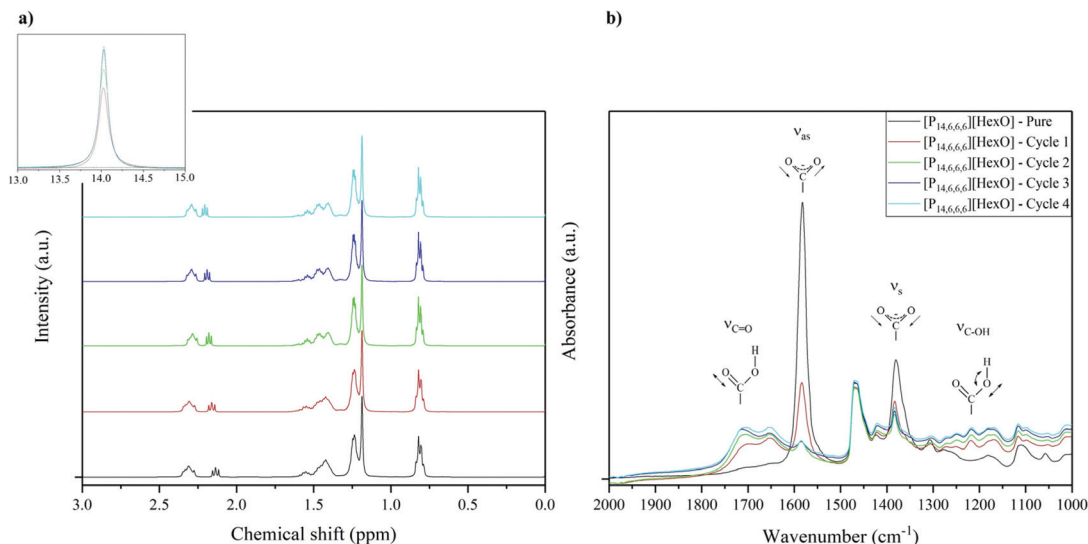 a)
13.0 13.5 14.0 14.5 15.0
Intensity (a.u.)
3.0 2.5 2.0 1.5 1.0 0.5 0.0
Chemical shift (ppm)
b)
[P14,6,6,6][HexO] - Pure
[P14,6,6,6][HexO] - Cycle 1
[P14,6,6,6][HexO] - Cycle 2
[P14,6,6,6][HexO] - Cycle 3
[P14,6,6,6][HexO] - Cycle 4
νas
O O
C
-
νs
O O
C
-
νC=O
H
O O
C
νC-OH
H
O O
C
Absorbance (a.u.)
2000 1900 1800 1700 1600 1500 1400 1300 1200 1100 1000
Wavenumber (cm⁻¹)